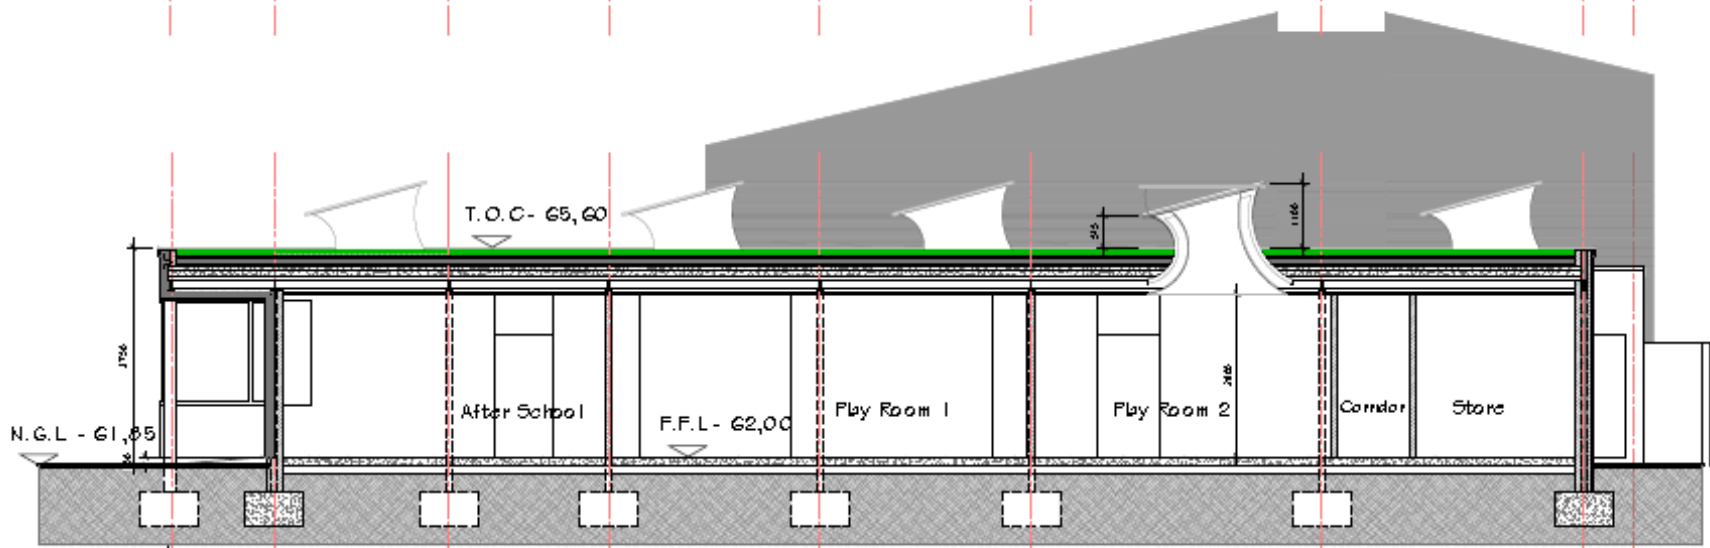 T.O.C- 65,60
After School
F.F.L - 62,00
Play Room 1
Play Room 2
Corridor
Store
N.G.L - 61,85